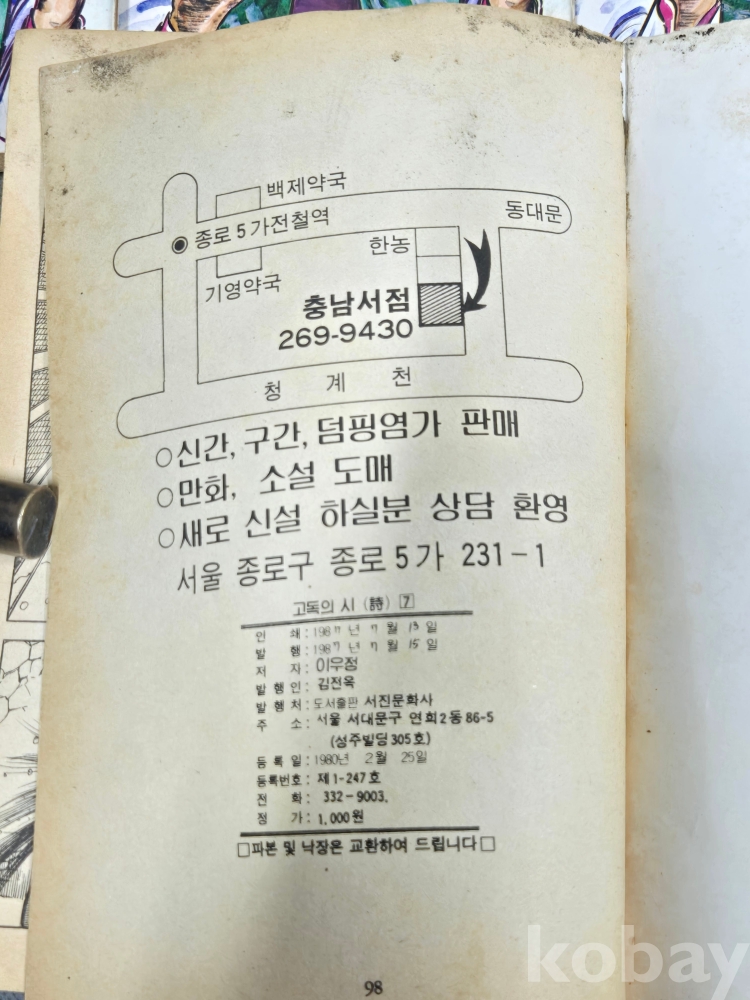 백제약국
종로5가전철역
동대문
한농
기영약국
충남서점
269-9430
청 계 천
○신간, 구간, 덤핑염가 판매
○만화, 소설 도매
○새로 신설 하실분 상담 환영
서울 종로구 종로5가 231-1
고독의 시 (詩) 7
인 쇄: 1987년 7월 13일
발 행: 1987년 7월 15일
저 자: 이우정
발행인: 김전옥
발행처: 도서출판 서진문화사
주 소: 서울 서대문구 연희2동 86-5
(성주빌딩 305호)
등록일: 1980년 2월 25일
등록번호: 제1-247호
전 화: 332-9003.
정 가: 1,000원
□파본 및 낙장은 교환하여 드립니다□
98
kobay